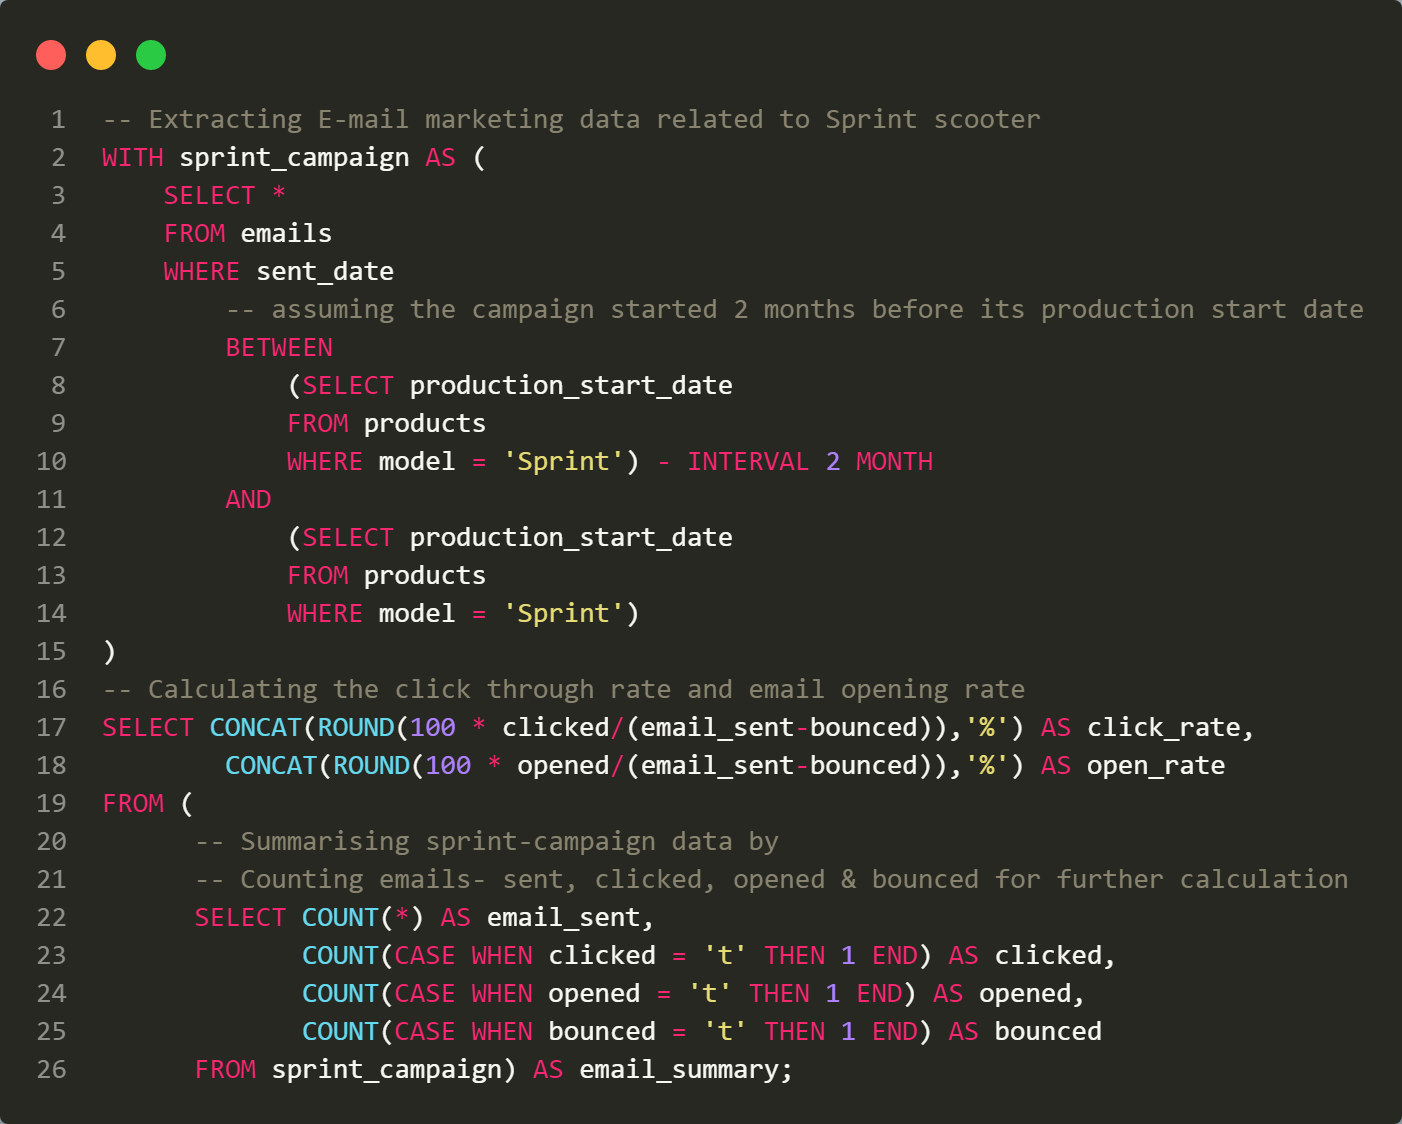 1 -- Extracting E-mail marketing data related to Sprint scooter
2 WITH sprint_campaign AS (
3     SELECT *
4     FROM emails
5     WHERE sent_date
6         -- assuming the campaign started 2 months before its production start date
7         BETWEEN
8             (SELECT production_start_date
9             FROM products
10             WHERE model = 'Sprint') - INTERVAL 2 MONTH
11         AND
12             (SELECT production_start_date
13             FROM products
14             WHERE model = 'Sprint')
15 )
16 -- Calculating the click through rate and email opening rate
17 SELECT CONCAT(ROUND(100 * clicked/(email_sent-bounced)),'%') AS click_rate,
18         CONCAT(ROUND(100 * opened/(email_sent-bounced)),'%') AS open_rate
19 FROM (
20       -- Summarising sprint-campaign data by
21       -- Counting emails- sent, clicked, opened & bounced for further calculation
22       SELECT COUNT(*) AS email_sent,
23              COUNT(CASE WHEN clicked = 't' THEN 1 END) AS clicked,
24              COUNT(CASE WHEN opened = 't' THEN 1 END) AS opened,
25              COUNT(CASE WHEN bounced = 't' THEN 1 END) AS bounced
26       FROM sprint_campaign) AS email_summary;